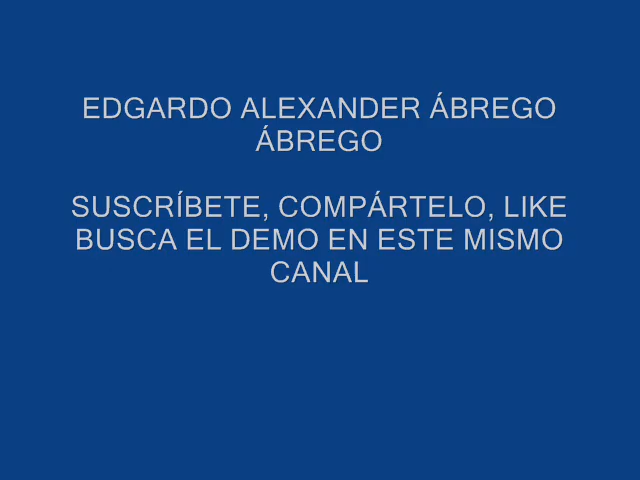 EDGARDO ALEXANDER ÁBREGO
ÁBREGO
SUSCRÍBETE, COMPÁRTELO, LIKE
BUSCA EL DEMO EN ESTE MISMO
CANAL